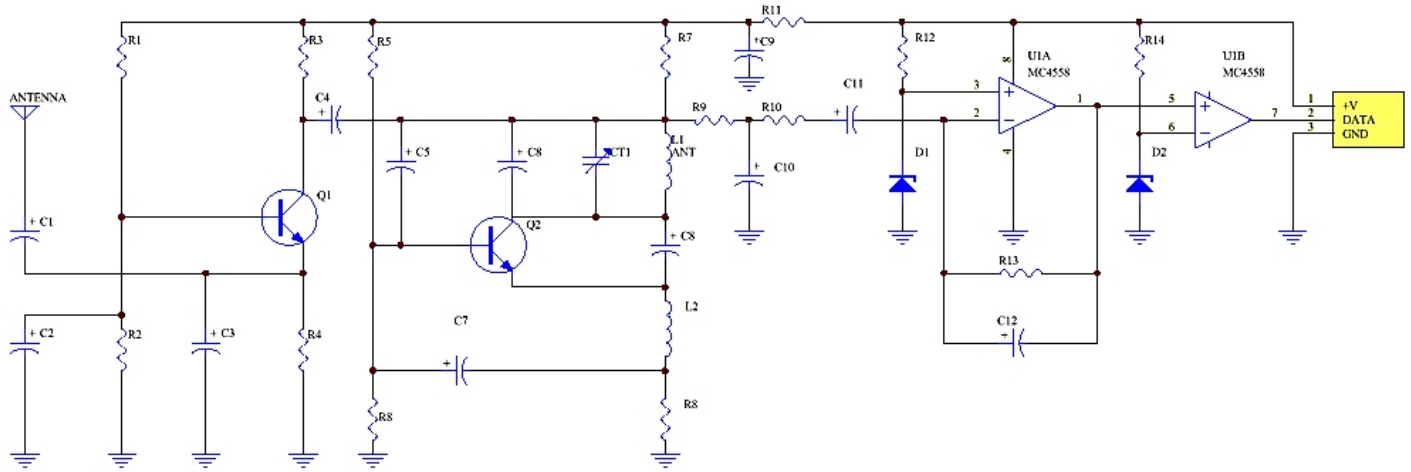 R11
R1
R3
R5
R7
C9
R12
R14
U1A
MC4558
U1B
MC4558
8
ANTENNA
C4
C11
3
1
5
1
+V
R9
R10
2
7
2
DATA
6
3
GND
L1
ANT
C5
C8
CT1
C10
4
D1
D2
Q1
C1
Q2
C8
R13
C2
R2
C3
R4
C7
L2
C12
R8
R8